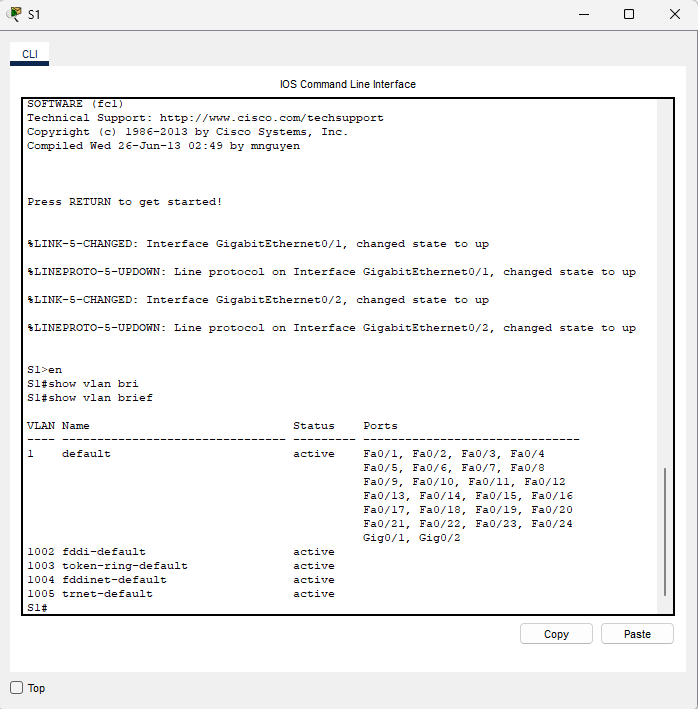 S1
CLI
IOS Command Line Interface
SOFTWARE (fc1)
Technical Support: http://www.cisco.com/techsupport
Copyright (c) 1986-2013 by Cisco Systems, Inc.
Compiled Wed 26-Jun-13 02:49 by mnguyen
Press RETURN to get started!
%LINK-5-CHANGED: Interface GigabitEthernet0/1, changed state to up
%LINEPROTO-5-UPDOWN: Line protocol on Interface GigabitEthernet0/1, changed state to up
%LINK-5-CHANGED: Interface GigabitEthernet0/2, changed state to up
%LINEPROTO-5-UPDOWN: Line protocol on Interface GigabitEthernet0/2, changed state to up
S1>en
S1#show vlan bri
S1#show vlan brief
VLAN Name                             Status    Ports
---- -------------------------------- --------- -------------------------------
1    default                          active    Fa0/1, Fa0/2, Fa0/3, Fa0/4
                                                Fa0/5, Fa0/6, Fa0/7, Fa0/8
                                                Fa0/9, Fa0/10, Fa0/11, Fa0/12
                                                Fa0/13, Fa0/14, Fa0/15, Fa0/16
                                                Fa0/17, Fa0/18, Fa0/19, Fa0/20
                                                Fa0/21, Fa0/22, Fa0/23, Fa0/24
                                                Gig0/1, Gig0/2
1002 fddi-default                     active
1003 token-ring-default               active
1004 fddinet-default                  active
1005 trnet-default                    active
S1#
Copy
Paste
Top